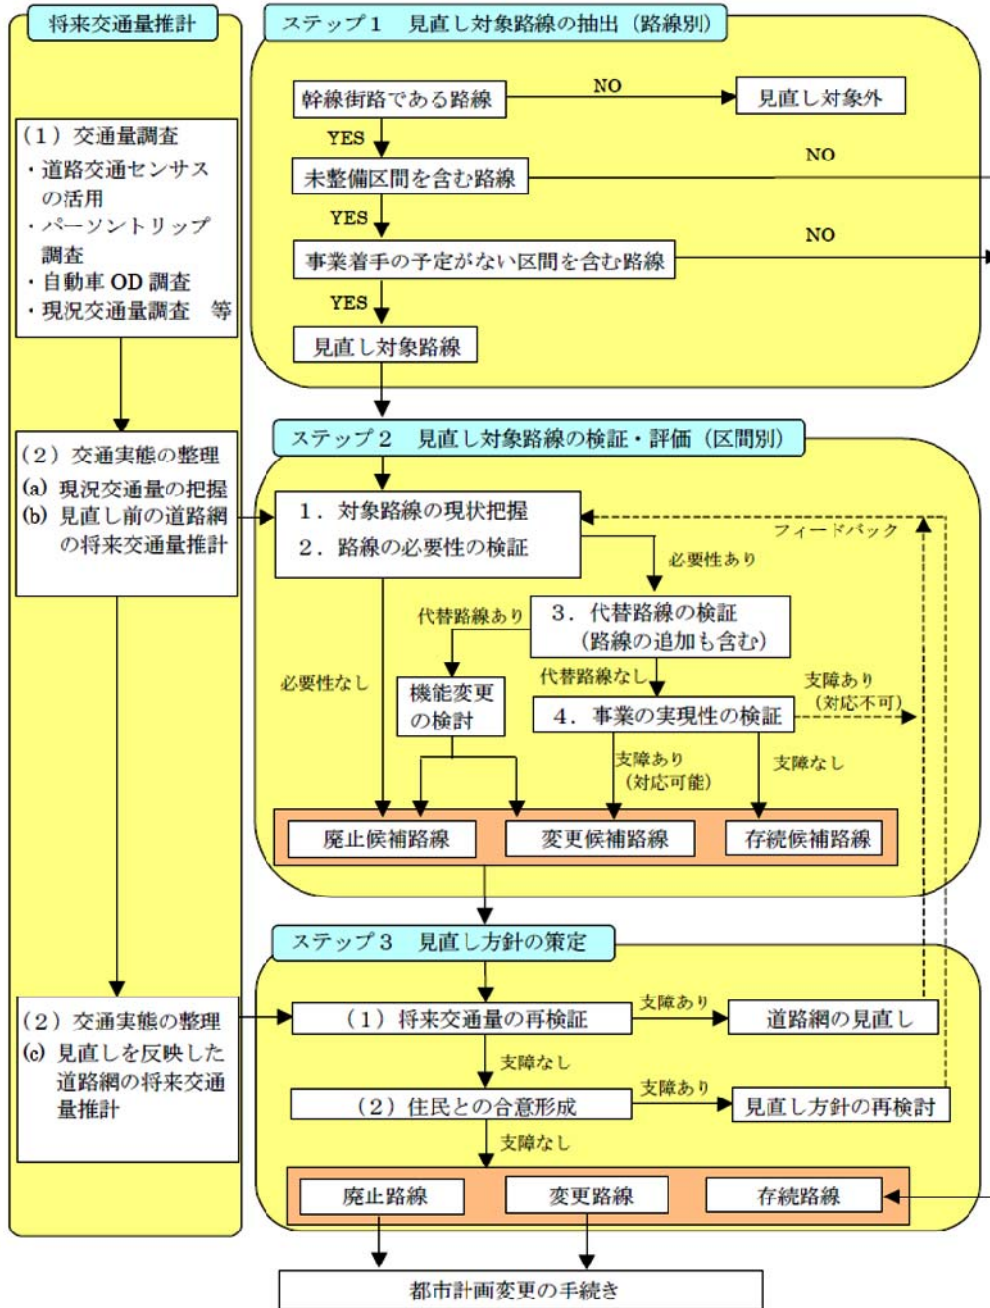 将来交通量推計
(1)交通量調査
・道路交通センサス
の活用
・パーソントリップ
調査
・自動車OD調査
・現況交通量調査 等
(2)交通実態の整理
(a) 現況交通量の把握
(b) 見直し前の道路網
の将来交通量推計
(2)交通実態の整理
(c) 見直しを反映した
道路網の将来交通
量推計
ステップ1 見直し対象路線の抽出(路線別)
幹線街路である路線
NO
見直し対象外
YES
未整備区間を含む路線
NO
YES
事業着手の予定がない区間を含む路線
NO
YES
見直し対象路線
ステップ2 見直し対象路線の検証・評価(区間別)
1.対象路線の現状把握
2.路線の必要性の検証
フィードバック
必要性あり
代替路線あり
3.代替路線の検証
(路線の追加も含む)
必要性なし
機能変更
の検討
代替路線なし
支障あり
(対応不可)
4.事業の実現性の検証
支障あり
(対応可能)
支障なし
廃止候補路線
変更候補路線
存続候補路線
ステップ3 見直し方針の策定
(1)将来交通量の再検証
支障あり
道路網の見直し
支障なし
(2)住民との合意形成
支障あり
見直し方針の再検討
支障なし
廃止路線
変更路線
存続路線
都市計画変更の手続き